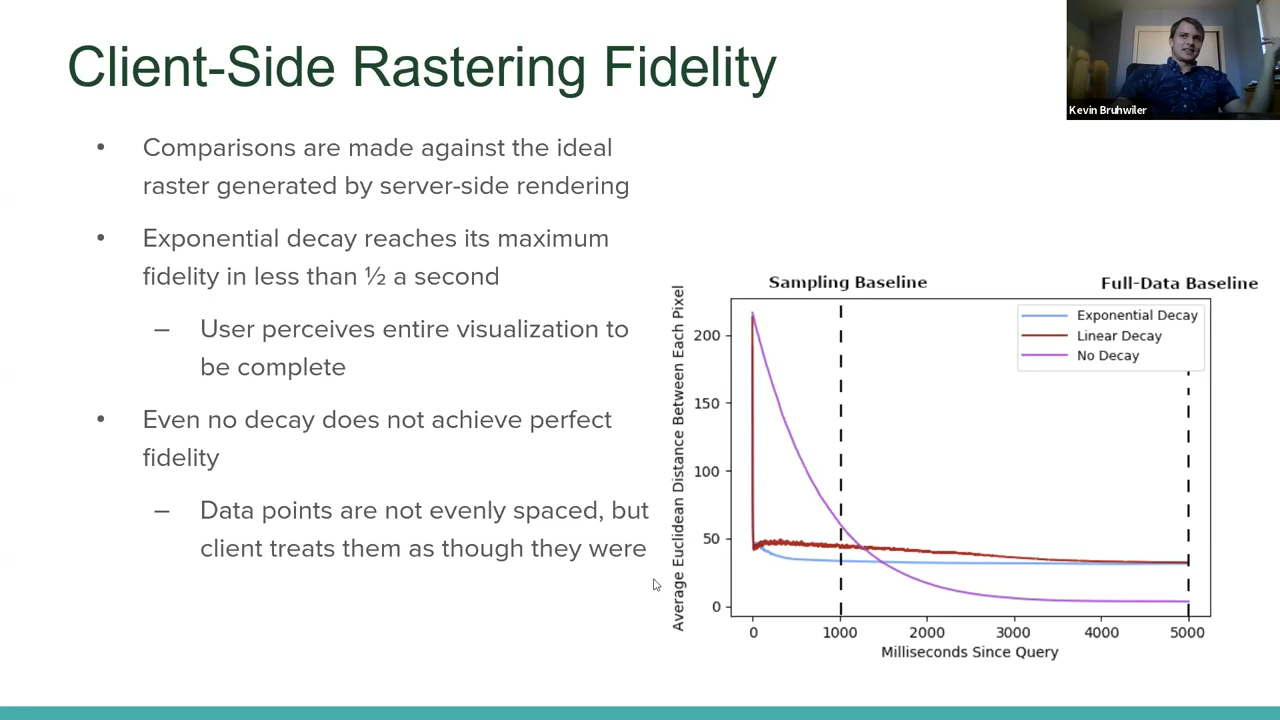 Client-Side Rastering Fidelity
Kevin Bruhwiler
• Comparisons are made against the ideal
raster generated by server-side rendering
• Exponential decay reaches its maximum
fidelity in less than ½ a second
– User perceives entire visualization to
be complete
• Even no decay does not achieve perfect
fidelity
– Data points are not evenly spaced, but
client treats them as though they were
Sampling Baseline
Full-Data Baseline
Exponential Decay
Linear Decay
No Decay
Average Euclidean Distance Between Each Pixel
200
150
100
50
0
0 1000 2000 3000 4000 5000
Milliseconds Since Query